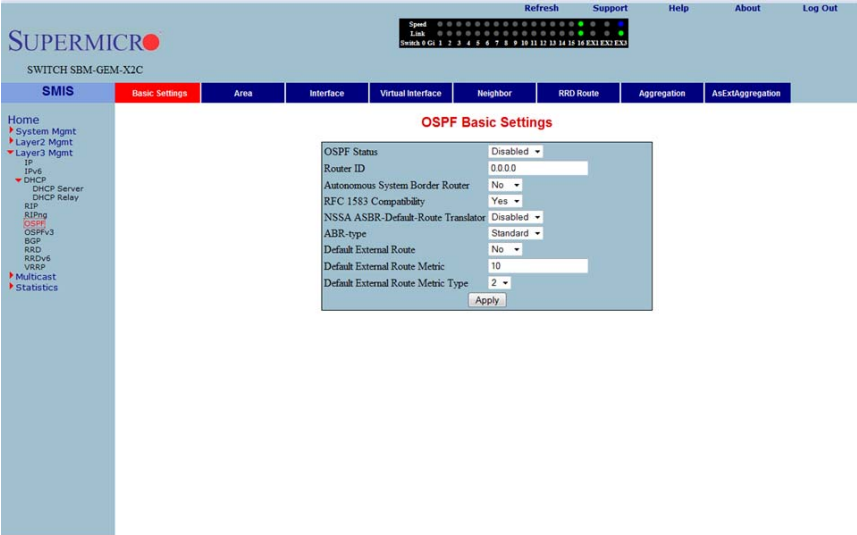 Refresh Support Help About Log Out
SUPERMICRO
Speed
Link
Switch 0 Gi 1 2 3 4 5 6 7 8 9 10 11 12 13 14 15 16 EX1 EX2 EX3
SWITCH SBM-GEM-X2C
SMIS
Basic Settings Area Interface Virtual Interface Neighbor RRD Route Aggregation AsExtAggregation
Home
System Mgmt
Layer2 Mgmt
Layer3 Mgmt
IP
IPv6
DHCP
DHCP Server
DHCP Relay
RIP
RIPng
OSPF
OSPFv3
BGP
RRD
RRDv6
VRRP
Multicast
Statistics
OSPF Basic Settings
OSPF Status Disabled
Router ID 0.0.0.0
Autonomous System Border Router No
RFC 1583 Compatibility Yes
NSSA ASBR-Default-Route Translator Disabled
ABR-type Standard
Default External Route No
Default External Route Metric 10
Default External Route Metric Type 2
Apply